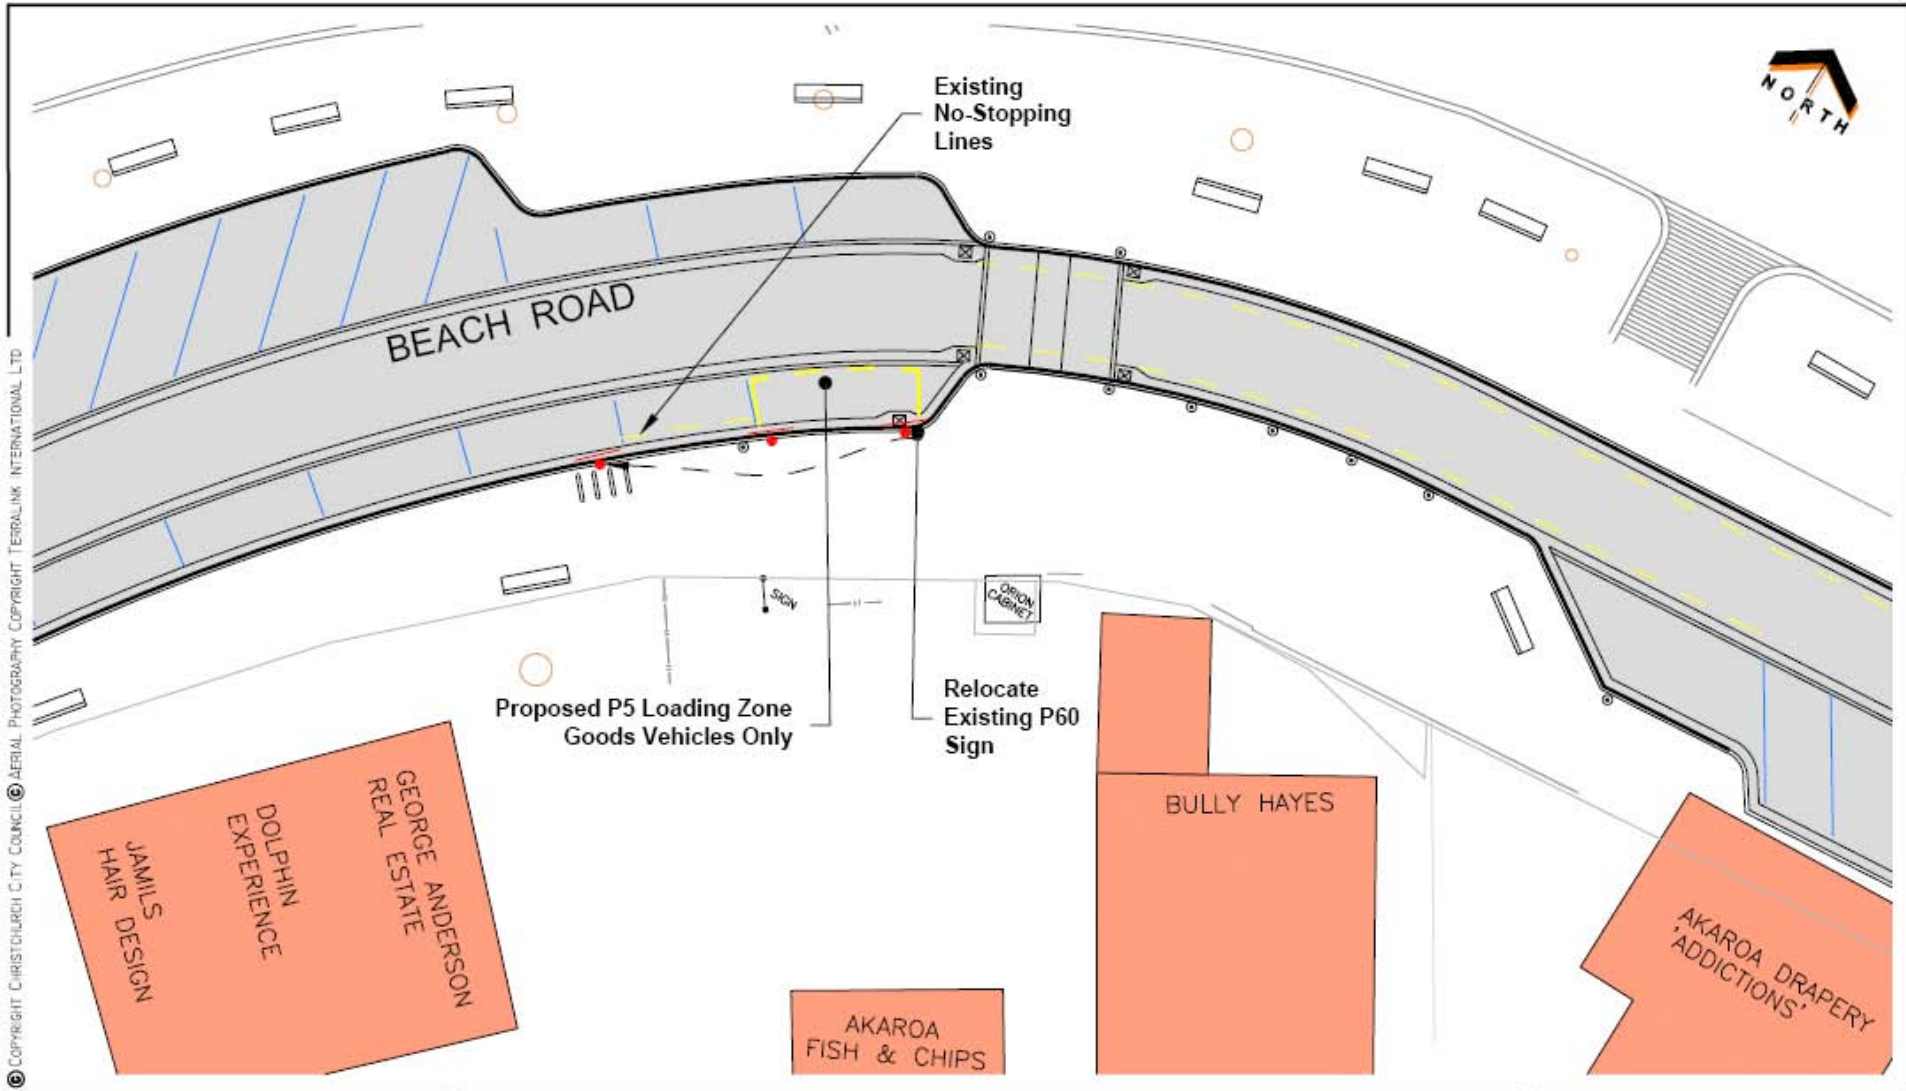 Existing
No-Stopping
Lines
NORTH
BEACH ROAD
SIGN
ORION
CABINET
Proposed P5 Loading Zone
Goods Vehicles Only
Relocate
Existing P60
Sign
GEORGE ANDERSON
REAL ESTATE
DOLPHIN
EXPERIENCE
JAMILS
HAIR DESIGN
BULLY HAYES
AKAROA
FISH & CHIPS
AKAROA DRAPERY
'ADDICTIONS'
© COPYRIGHT CHRISTCHURCH CITY COUNCIL © AERIAL PHOTOGRAPHY COPYRIGHT TERRALINK INTERNATIONAL LTD